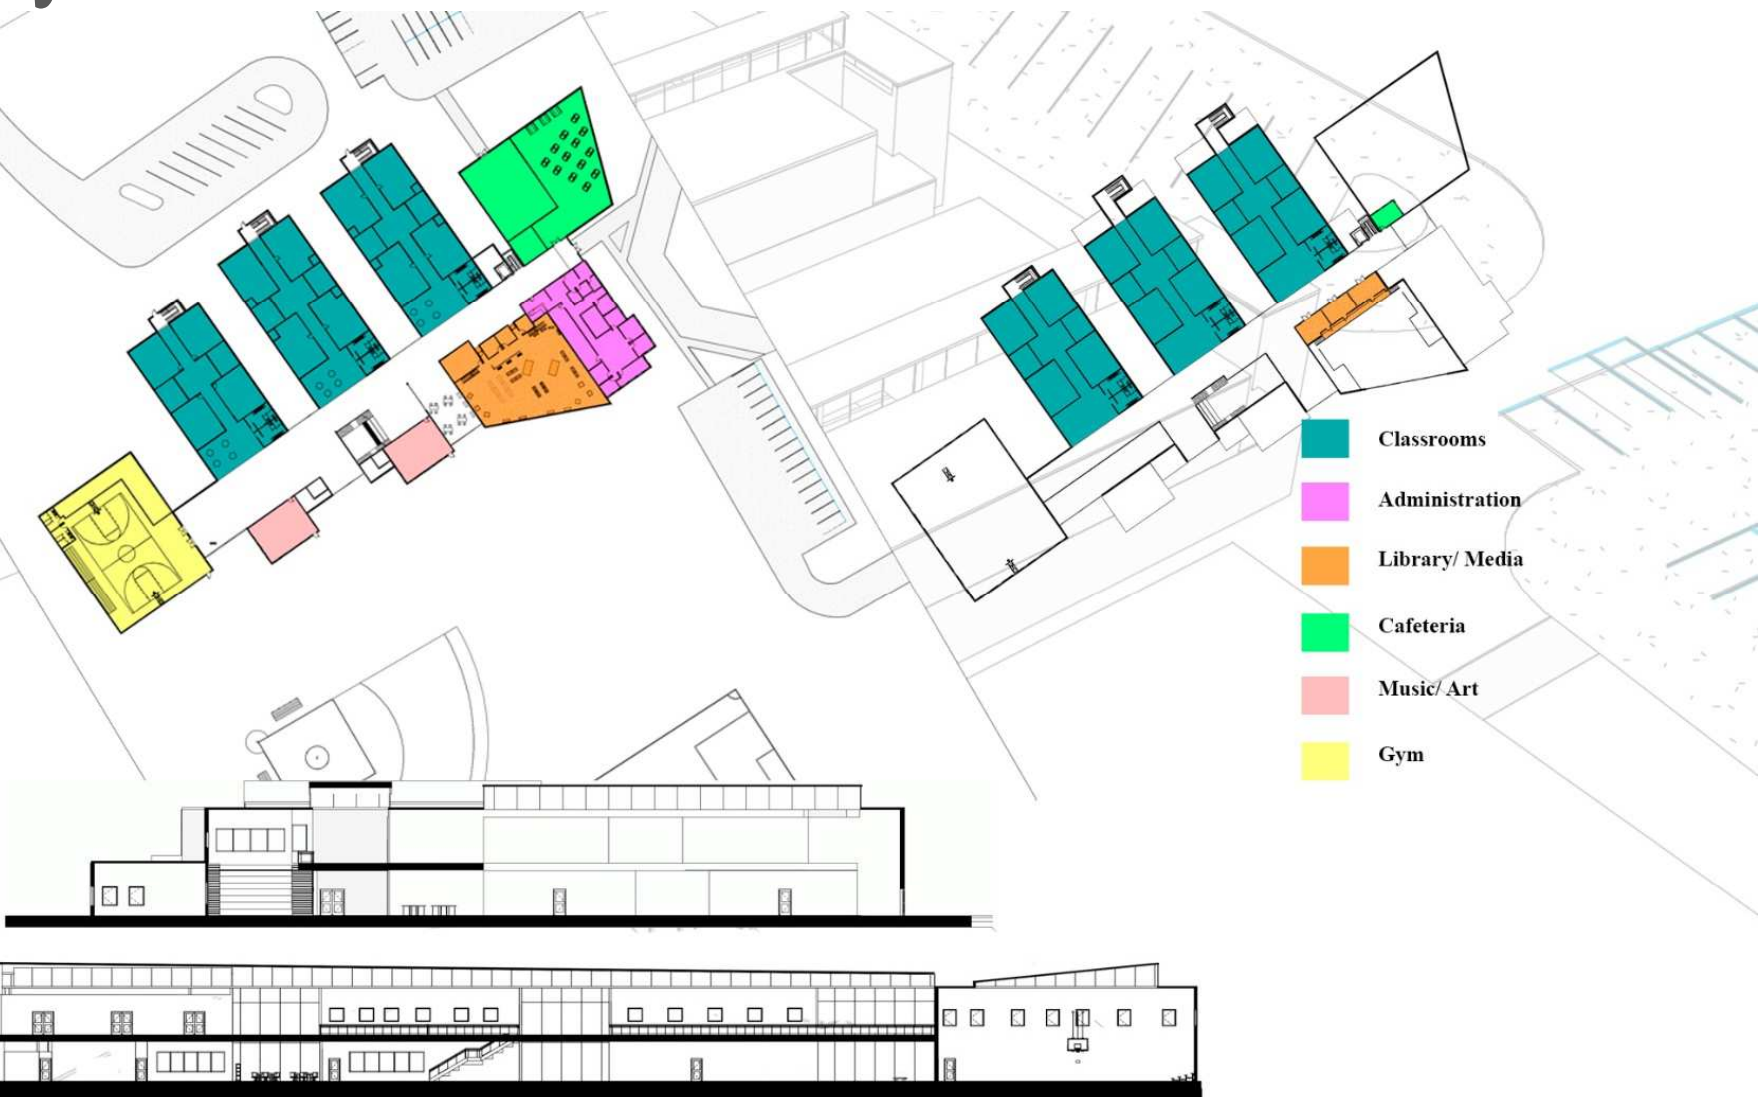 Classrooms
Administration
Library/ Media
Cafeteria
Music/ Art
Gym